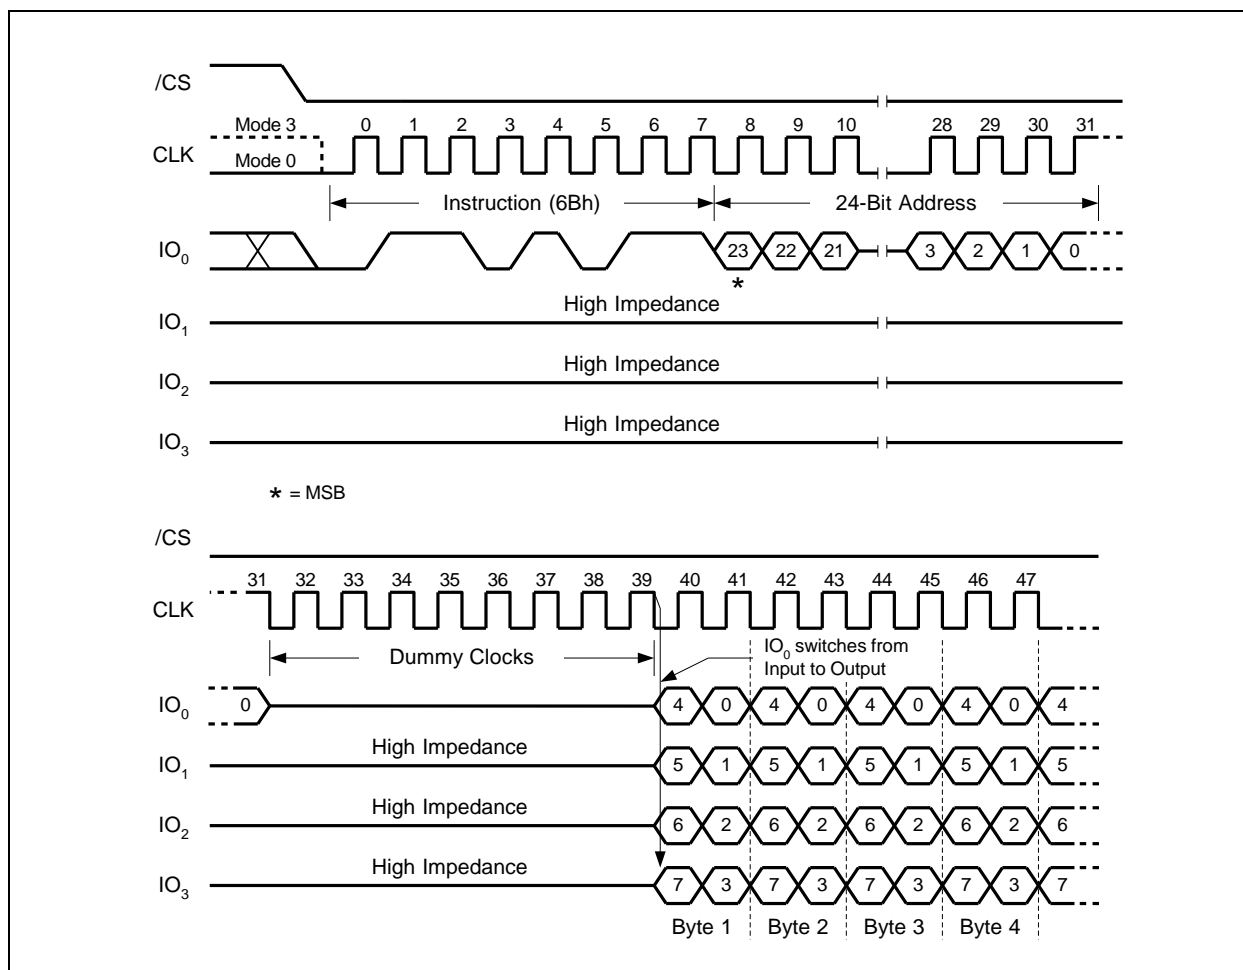 /CS
Mode 3 0 1 2 3 4 5 6 7 8 9 10 28 29 30 31
CLK
Mode 0
Instruction (6Bh) 24-Bit Address
IO0 23 22 21 3 2 1 0
*
High Impedance
IO1
High Impedance
IO2
High Impedance
IO3
* = MSB
/CS
31 32 33 34 35 36 37 38 39 40 41 42 43 44 45 46 47
CLK
Dummy Clocks
IO0 switches from
Input to Output
IO0 0 4 0 4 0 4 0 4 0 4
High Impedance
IO1 5 1 5 1 5 1 5 1 5
High Impedance
IO2 6 2 6 2 6 2 6 2 6
High Impedance
IO3 7 3 7 3 7 3 7 3 7
Byte 1 Byte 2 Byte 3 Byte 4